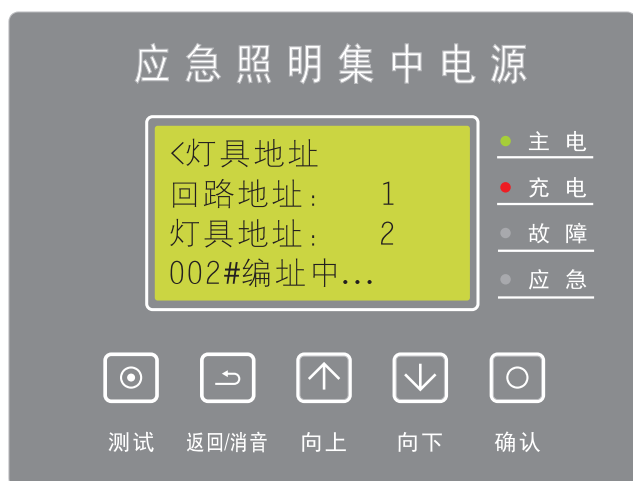 应急照明集中电源
<灯具地址
回路地址: 1
灯具地址: 2
002#编址中...
主电
充电
故障
应急
测试 返回/消音 向上 向下 确认